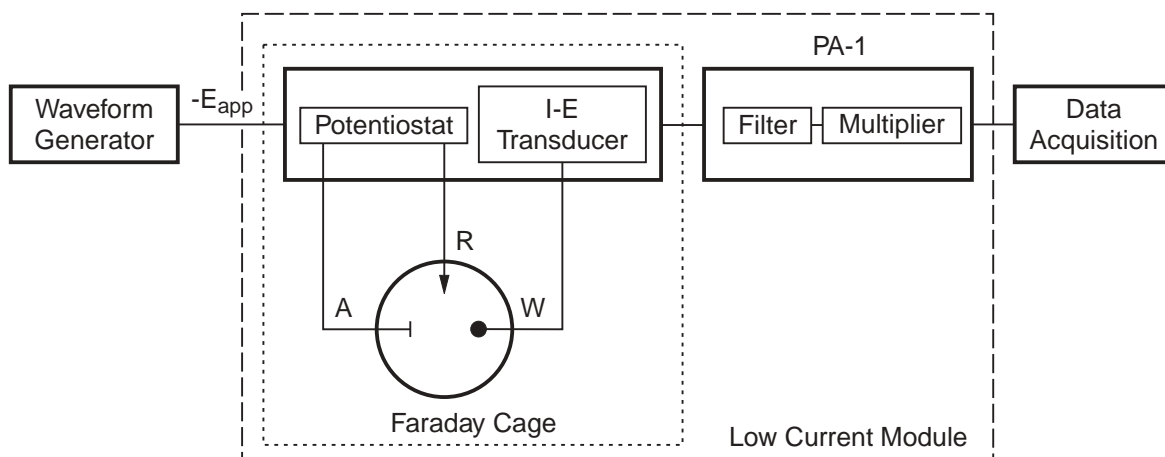 PA-1
Waveform
Generator
-Eapp
Potentiostat
I-E
Transducer
Filter
Multiplier
Data
Acquisition
R
A
W
Faraday Cage
Low Current Module